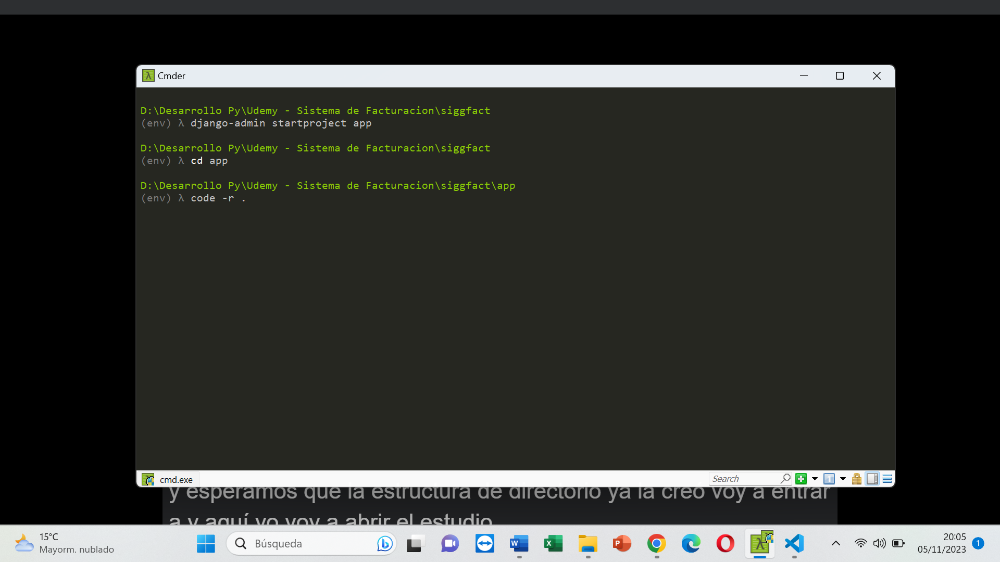 Cmder
D:\Desarrollo Py\Udemy - Sistema de Facturacion\siggfact
(env) λ django-admin startproject app
D:\Desarrollo Py\Udemy - Sistema de Facturacion\siggfact
(env) λ cd app
D:\Desarrollo Py\Udemy - Sistema de Facturacion\siggfact\app
(env) λ code -r .
cmd.exe
Search
1
y esperamos que la estructura de directorio ya la creó voy a entrar
a y aquí yo voy a abrir el estudio
15°C
Mayorm. nublado
Búsqueda
20:05
05/11/2023
1